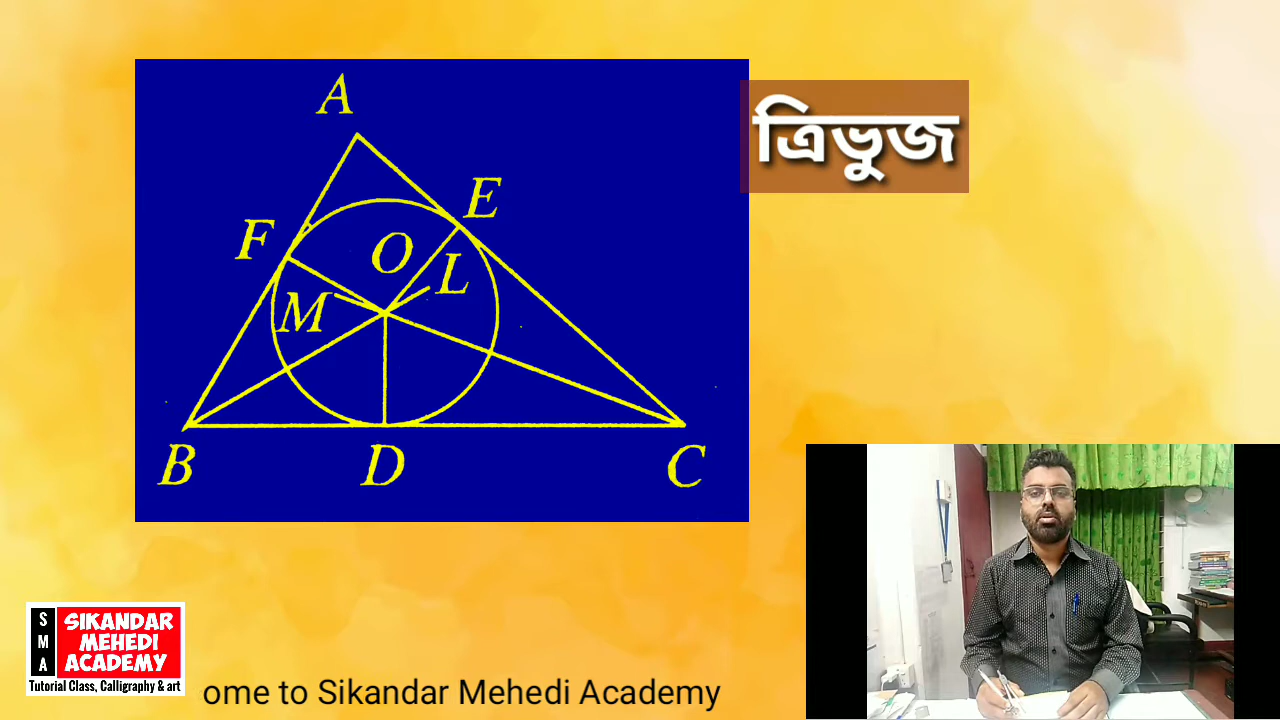 A
ত্রিভুজ
E
F
O
L
M
B
D
C
S
M
A
SIKANDAR
MEHEDI
ACADEMY
Tutorial Class, Calligraphy & art
ome to Sikandar Mehedi Academy